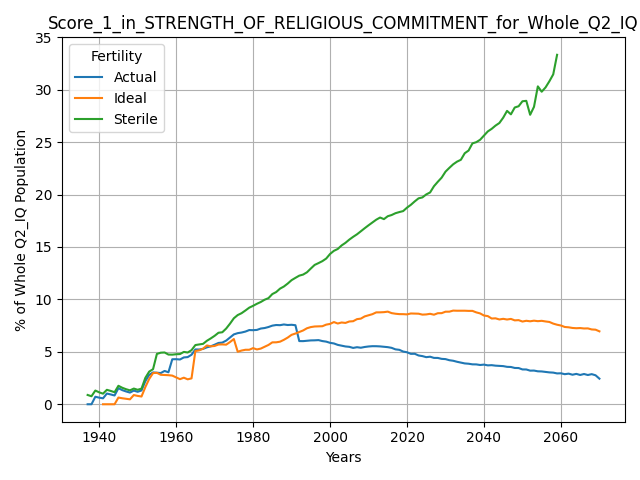 Score_1_in_STRENGTH_OF_RELIGIOUS_COMMITMENT_for_Whole_Q2_IQ
35
30
25
20
15
10
5
0
% of Whole Q2_IQ Population
Fertility
Actual
Ideal
Sterile
1940 1960 1980 2000 2020 2040 2060
Years